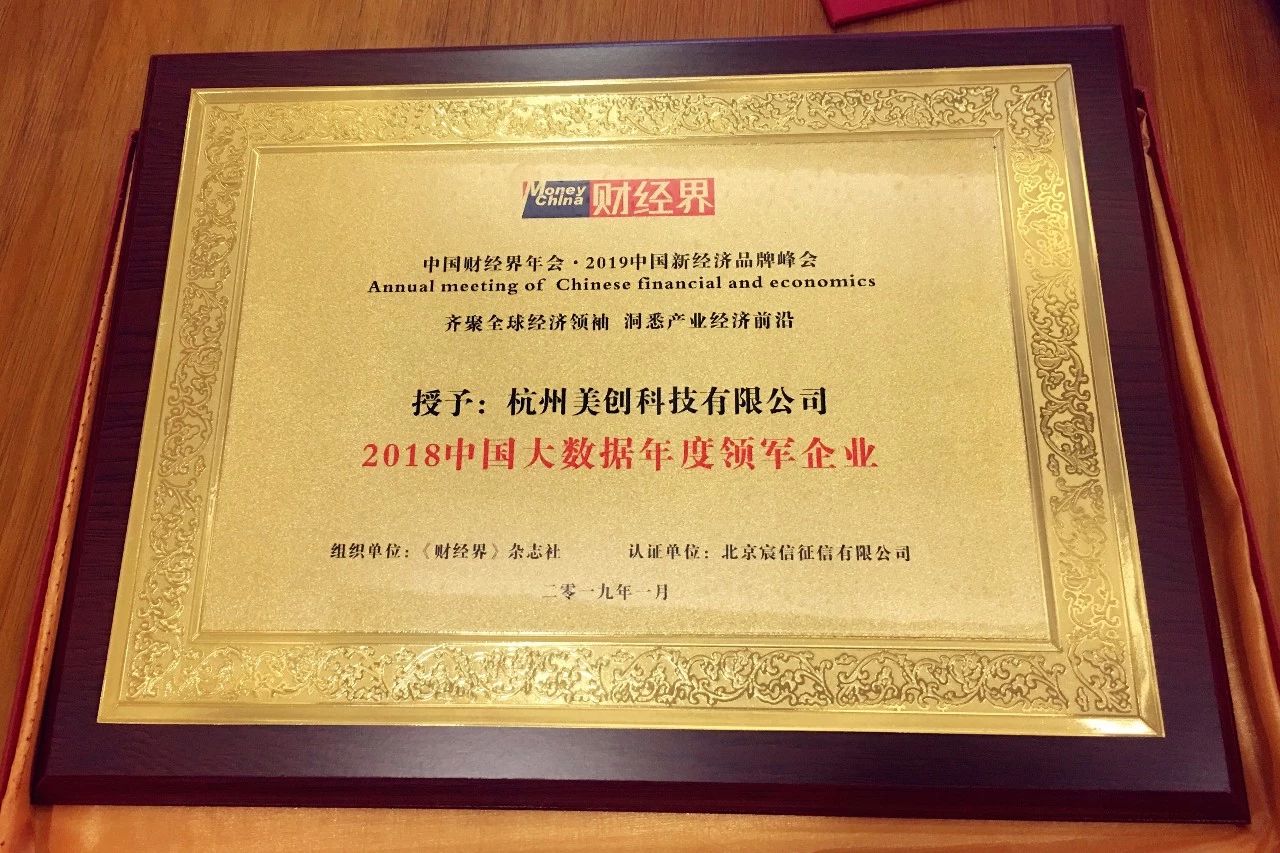 Money China 财经界
中国财经界年会·2019中国新经济品牌峰会
Annual meeting of Chinese financial and economics
齐聚全球经济领袖 洞悉产业经济前沿
授予：杭州美创科技有限公司
2018中国大数据年度领军企业
组织单位：《财经界》杂志社 认证单位：北京宸信征信有限公司
二零一九年一月